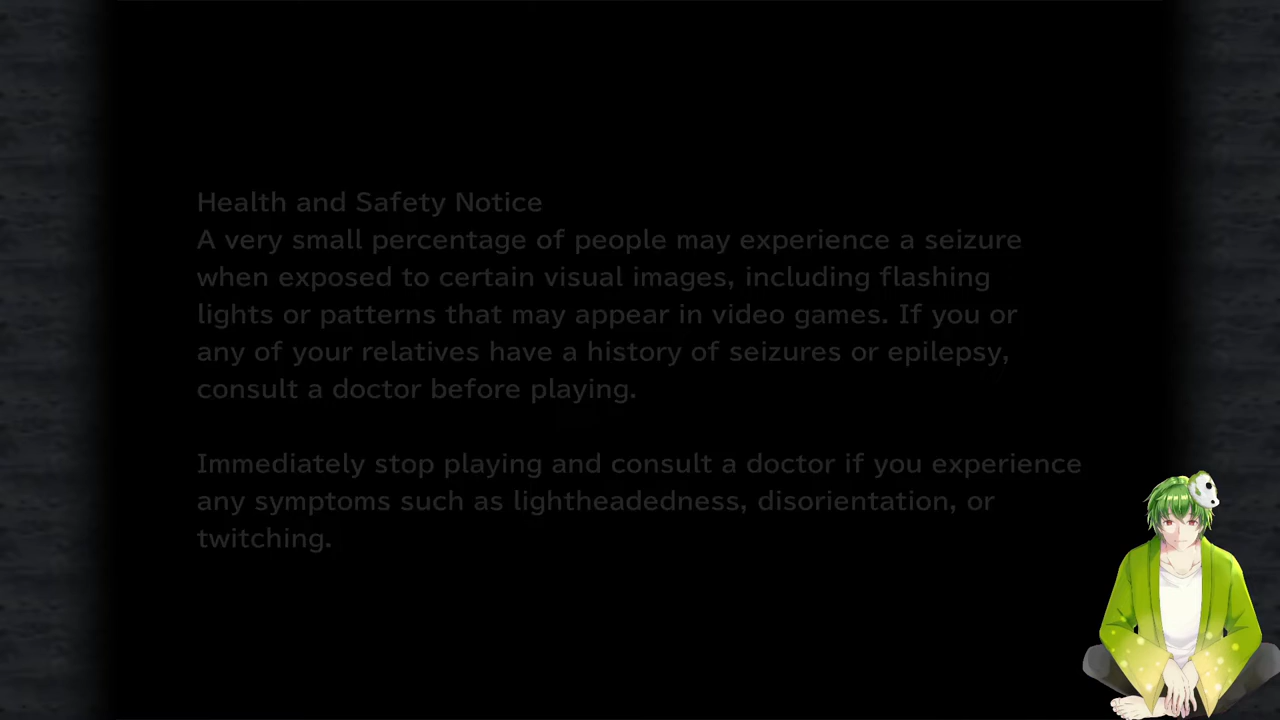 Health and Safety Notice
A very small percentage of people may experience a seizure
when exposed to certain visual images, including flashing
lights or patterns that may appear in video games. If you or
any of your relatives have a history of seizures or epilepsy,
consult a doctor before playing.
Immediately stop playing and consult a doctor if you experience
any symptoms such as lightheadedness, disorientation, or
twitching.